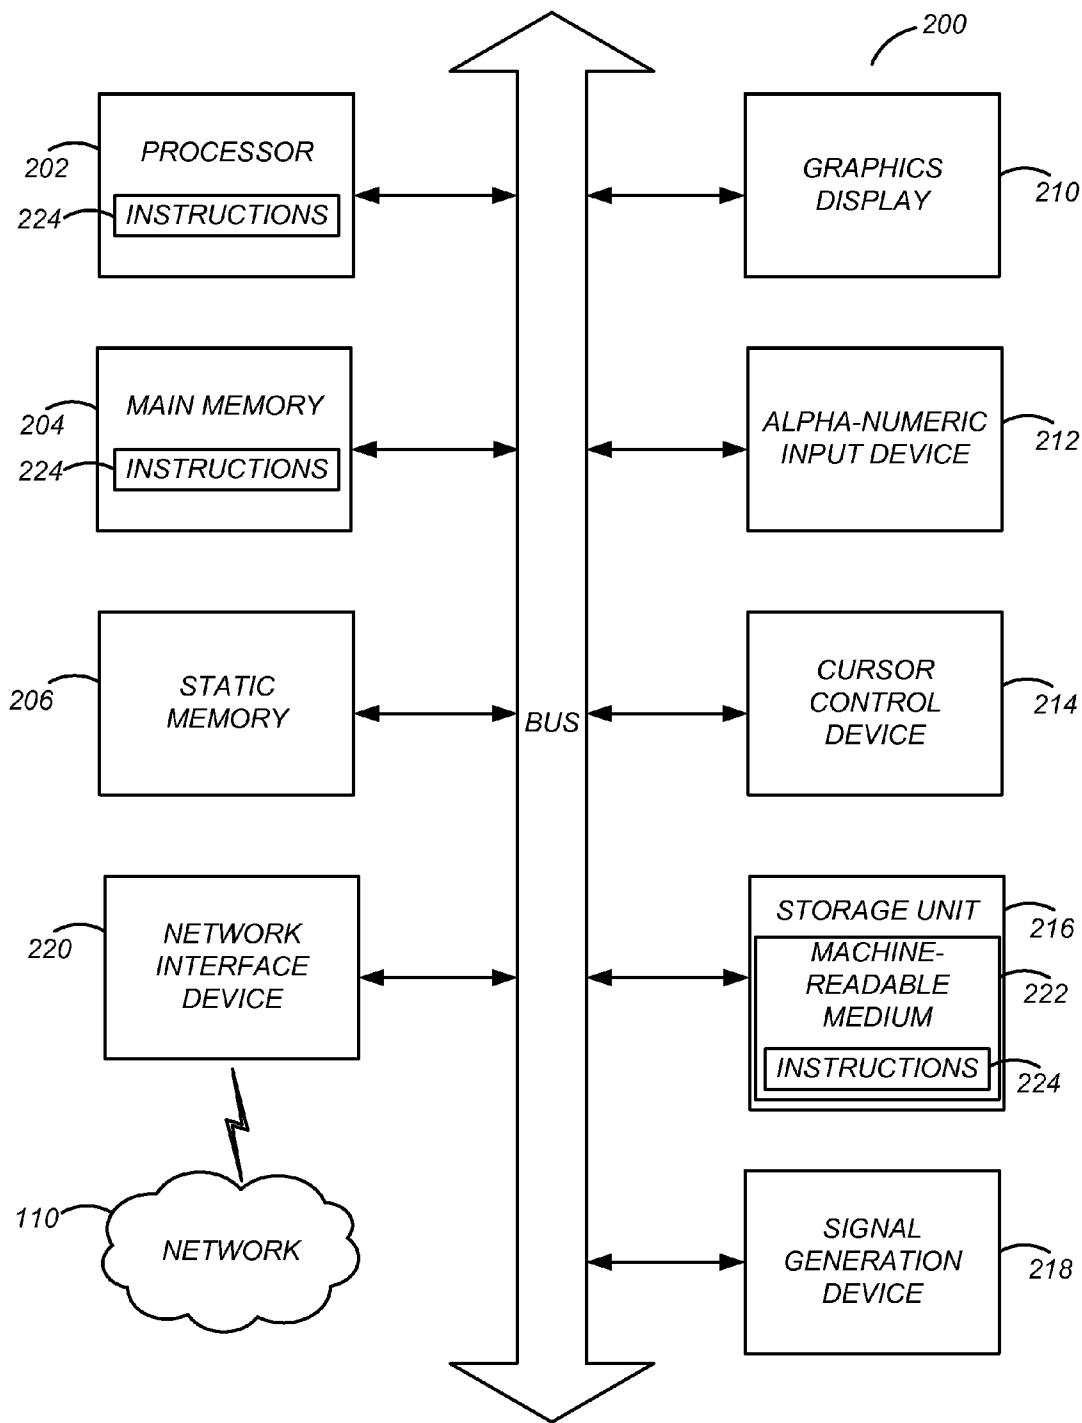 200
PROCESSOR
202
224
INSTRUCTIONS
GRAPHICS
DISPLAY
210
MAIN MEMORY
204
224
INSTRUCTIONS
ALPHA-NUMERIC
INPUT DEVICE
212
STATIC
MEMORY
206
BUS
CURSOR
CONTROL
DEVICE
214
NETWORK
INTERFACE
DEVICE
220
STORAGE UNIT
216
MACHINE-
READABLE
MEDIUM
222
INSTRUCTIONS
224
110
NETWORK
SIGNAL
GENERATION
DEVICE
218